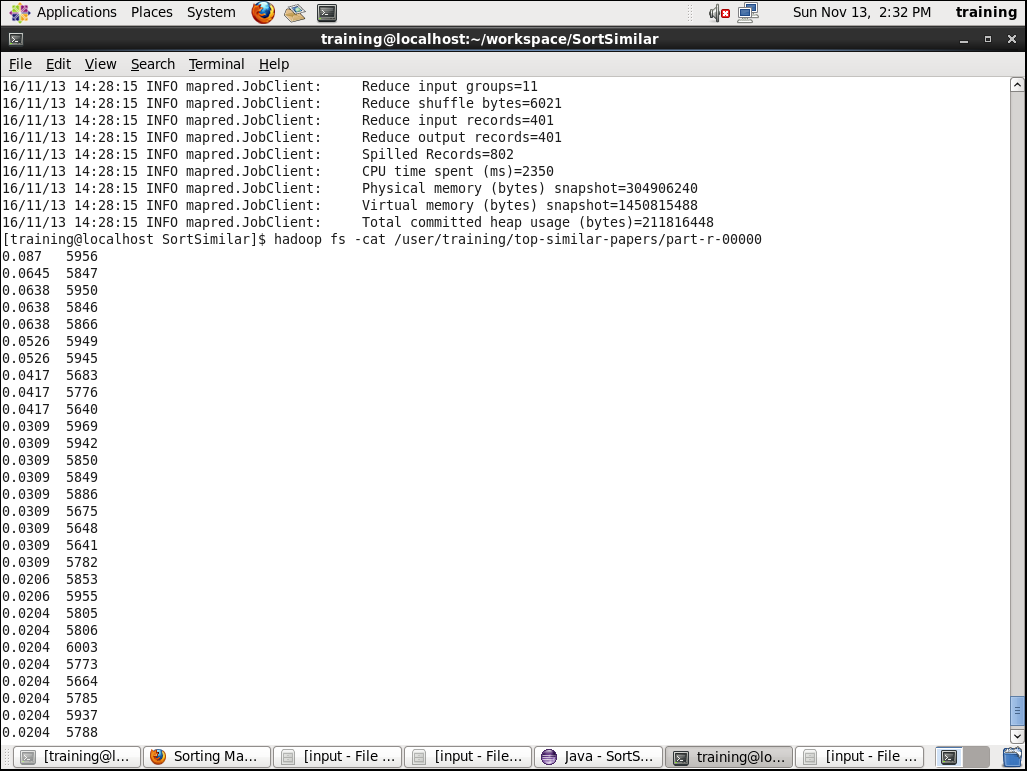 Applications Places System Sun Nov 13, 2:32 PM training
training@localhost:~/workspace/SortSimilar
File Edit View Search Terminal Help
16/11/13 14:28:15 INFO mapred.JobClient:     Reduce input groups=11
16/11/13 14:28:15 INFO mapred.JobClient:     Reduce shuffle bytes=6021
16/11/13 14:28:15 INFO mapred.JobClient:     Reduce input records=401
16/11/13 14:28:15 INFO mapred.JobClient:     Reduce output records=401
16/11/13 14:28:15 INFO mapred.JobClient:     Spilled Records=802
16/11/13 14:28:15 INFO mapred.JobClient:     CPU time spent (ms)=2350
16/11/13 14:28:15 INFO mapred.JobClient:     Physical memory (bytes) snapshot=304906240
16/11/13 14:28:15 INFO mapred.JobClient:     Virtual memory (bytes) snapshot=1450815488
16/11/13 14:28:15 INFO mapred.JobClient:     Total committed heap usage (bytes)=211816448
[training@localhost SortSimilar]$ hadoop fs -cat /user/training/top-similar-papers/part-r-00000
0.087   5956
0.0645  5847
0.0638  5950
0.0638  5846
0.0638  5866
0.0526  5949
0.0526  5945
0.0417  5683
0.0417  5776
0.0417  5640
0.0309  5969
0.0309  5942
0.0309  5850
0.0309  5849
0.0309  5886
0.0309  5675
0.0309  5648
0.0309  5641
0.0309  5782
0.0206  5853
0.0206  5955
0.0204  5805
0.0204  5806
0.0204  6003
0.0204  5773
0.0204  5664
0.0204  5785
0.0204  5937
0.0204  5788
[training@l... Sorting Ma... [input - File ... [input - File... Java - SortS... training@lo... [input - File ...